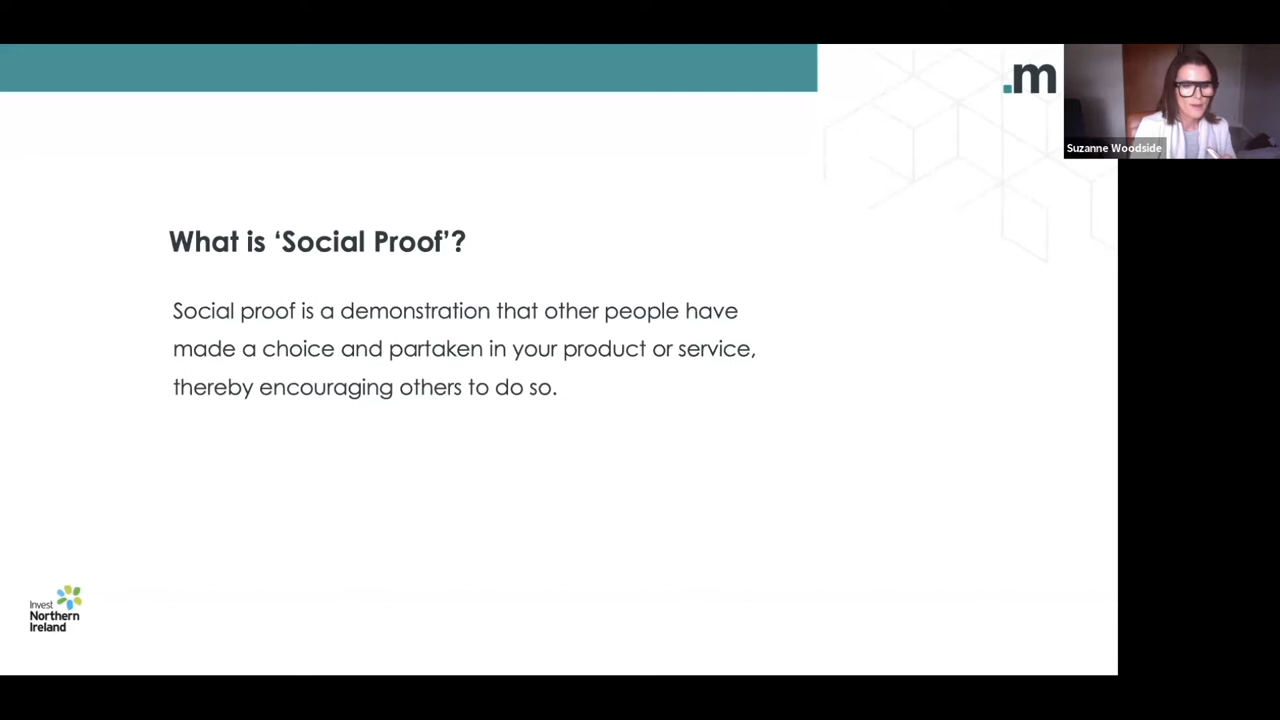 .m
Suzanne Woodside
What is ‘Social Proof’?
Social proof is a demonstration that other people have
made a choice and partaken in your product or service,
thereby encouraging others to do so.
Invest
Northern
Ireland